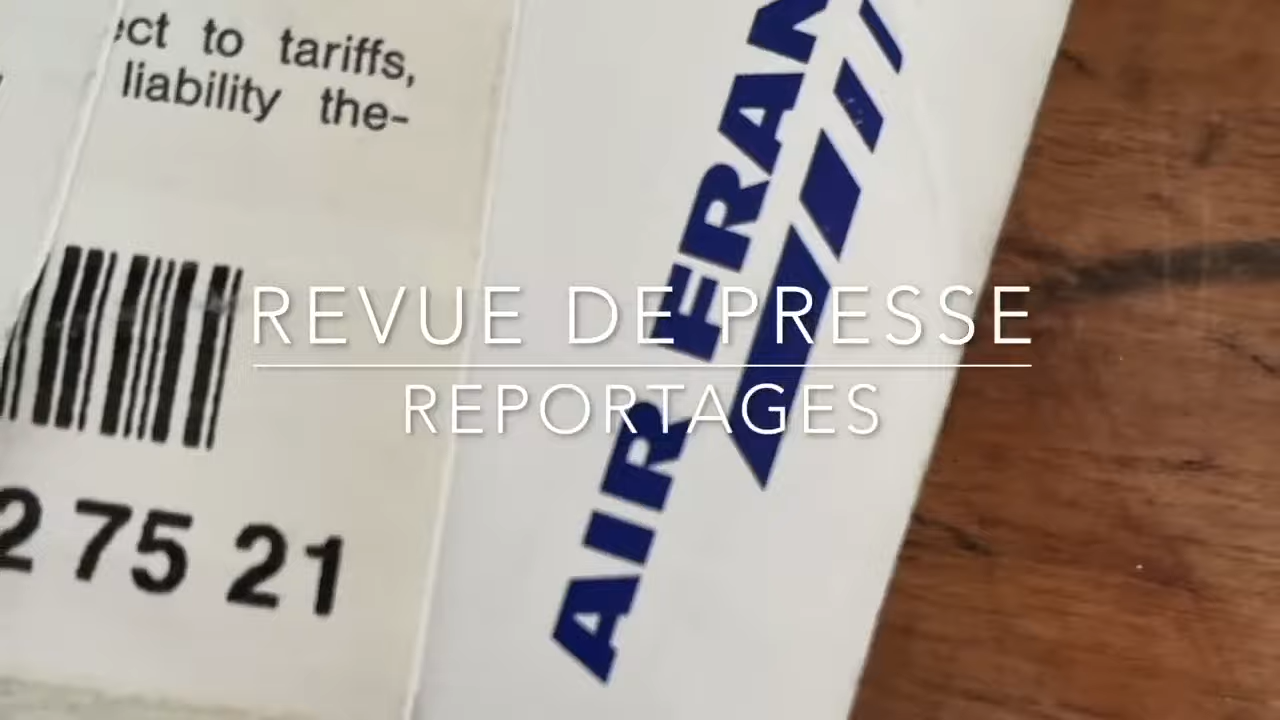 ect to tariffs,
liability the-
REVUE DE PRESSE
REPORTAGES
AIR FRAN
2 75 21